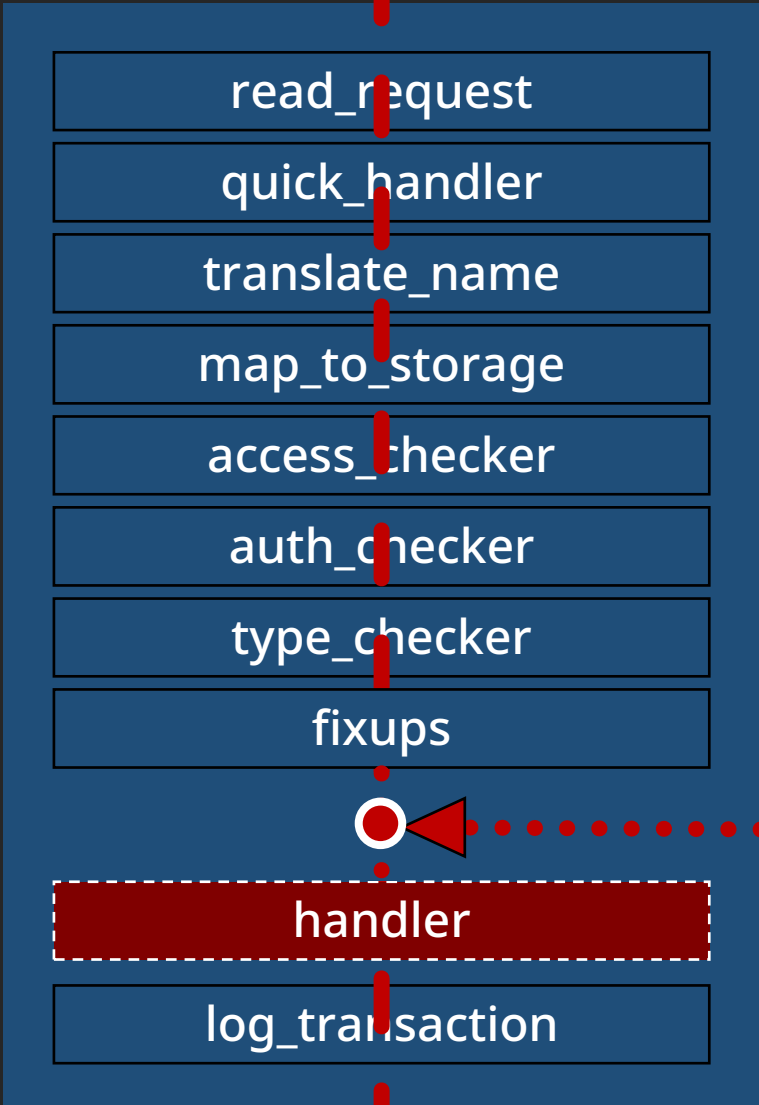 read_request
quick_handler
translate_name
map_to_storage
access_checker
auth_checker
type_checker
fixups
handler
log_transaction